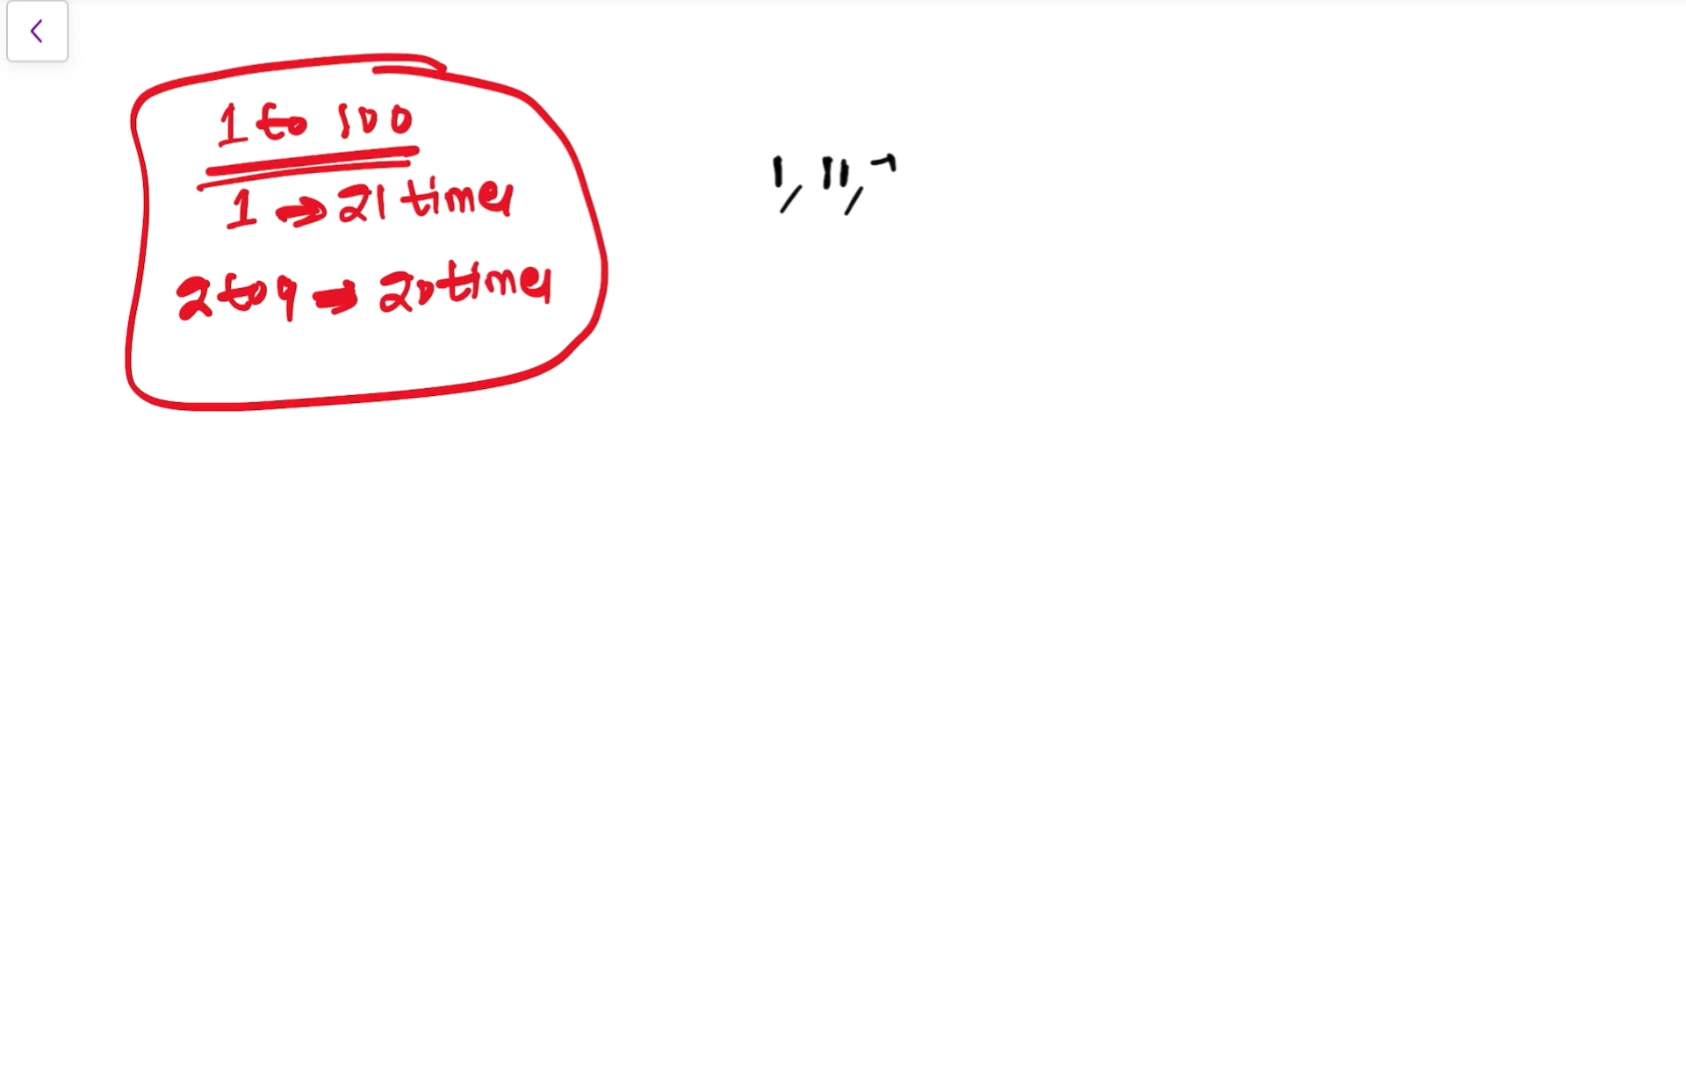 1 to 100
1 → 21 times
2 to 9 → 20 times
1, 11,